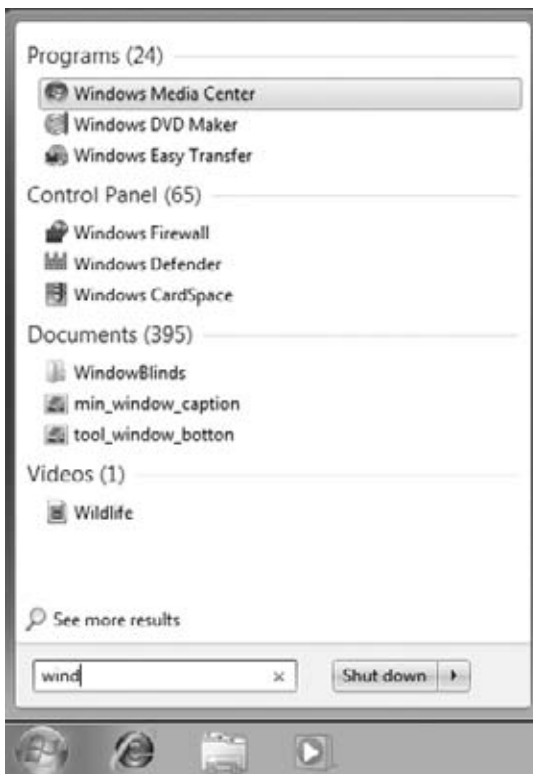 Programs (24)
Windows Media Center
Windows DVD Maker
Windows Easy Transfer
Control Panel (65)
Windows Firewall
Windows Defender
Windows CardSpace
Documents (395)
WindowBlinds
min_window_caption
tool_window_botton
Videos (1)
Wildlife
See more results
wind
Shut down